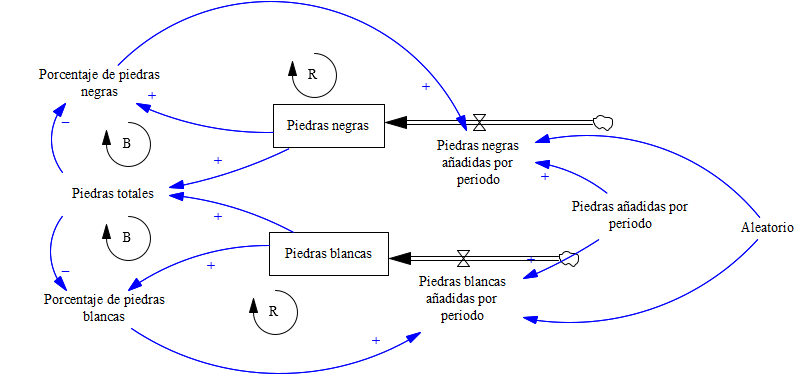 R
Porcentaje de piedras
negras
+
+
Piedras negras
−
B
Piedras negras
añadidas por
periodo
+
+
Piedras totales
Piedras añadidas por
periodo
+
Aleatorio
B
Piedras blancas
+
+
−
Piedras blancas
añadidas por
periodo
Porcentaje de piedras
blancas
R
+